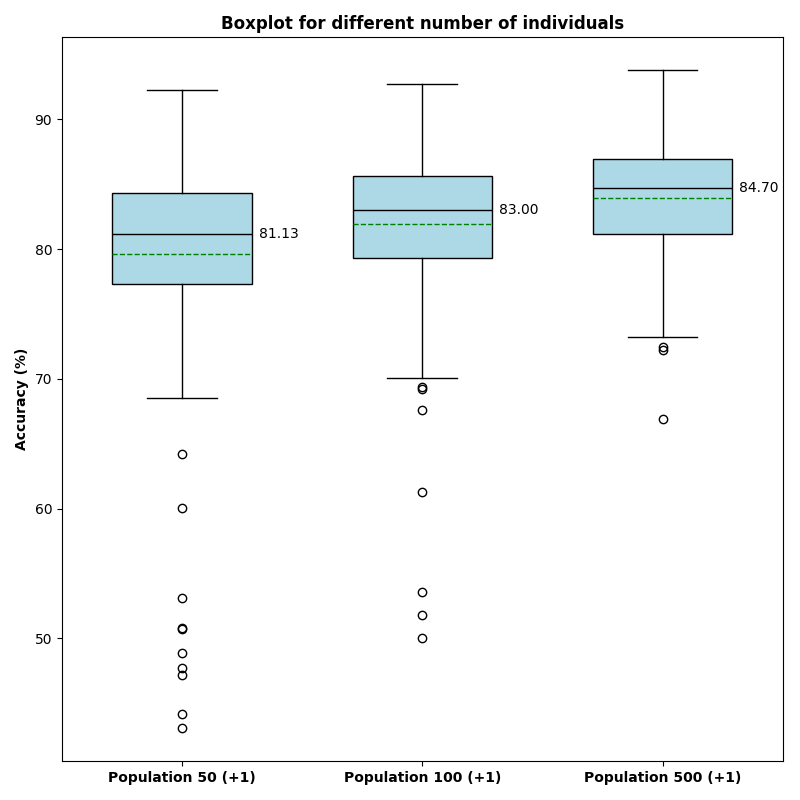 Boxplot for different number of individuals
Accuracy (%)
90
80
70
60
50
81.13
83.00
84.70
Population 50 (+1)
Population 100 (+1)
Population 500 (+1)